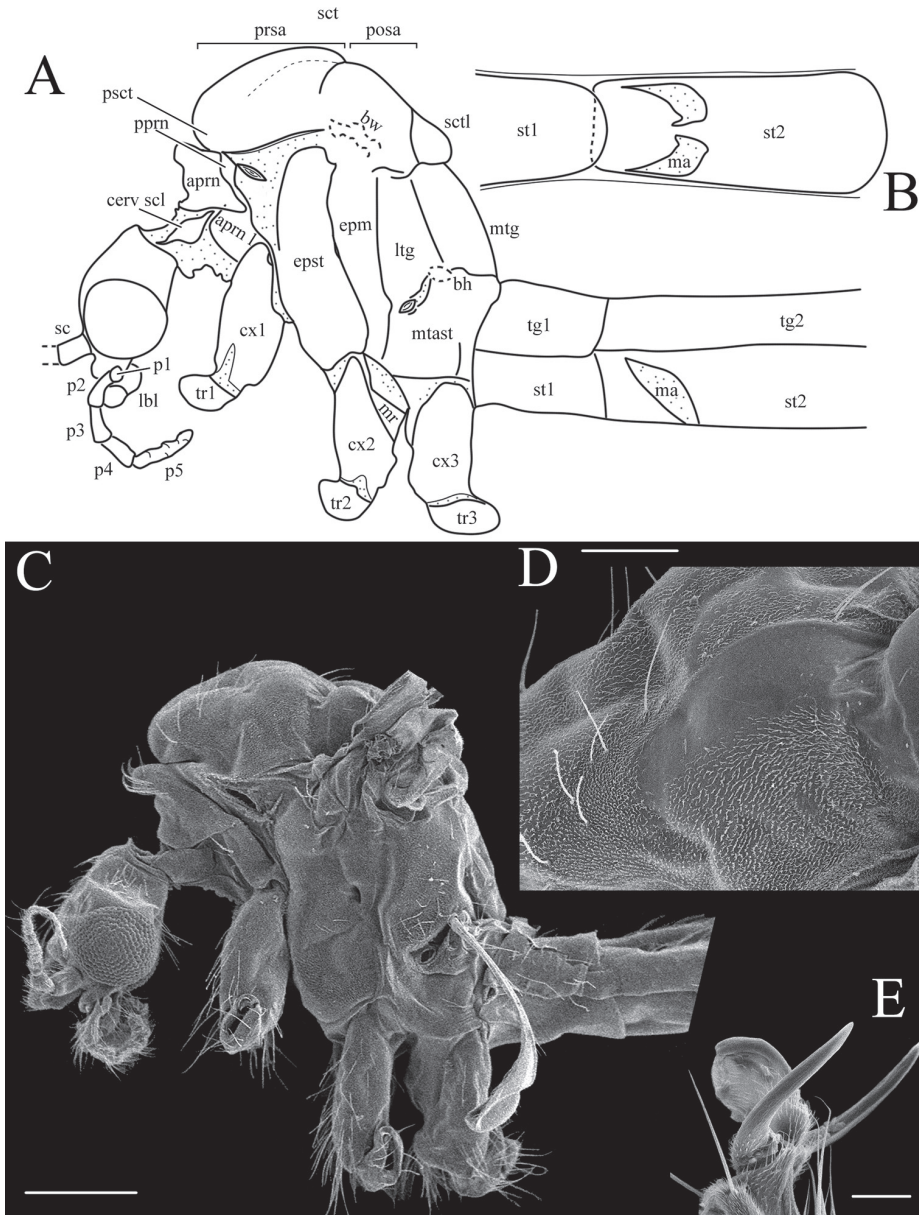 sct
prsa posa
A
psct
pprn
bw
sctl
aprn
cerv scl
aprn l
epm
epst
ltg
mtg
bh
mtast
sc
cx1
tr1
p1
p2
lbl
p3
p4
p5
mr
cx2
tr2
cx3
tr3
tg1
tg2
st1
ma
st2
st1
st2
ma
B
C
D
E